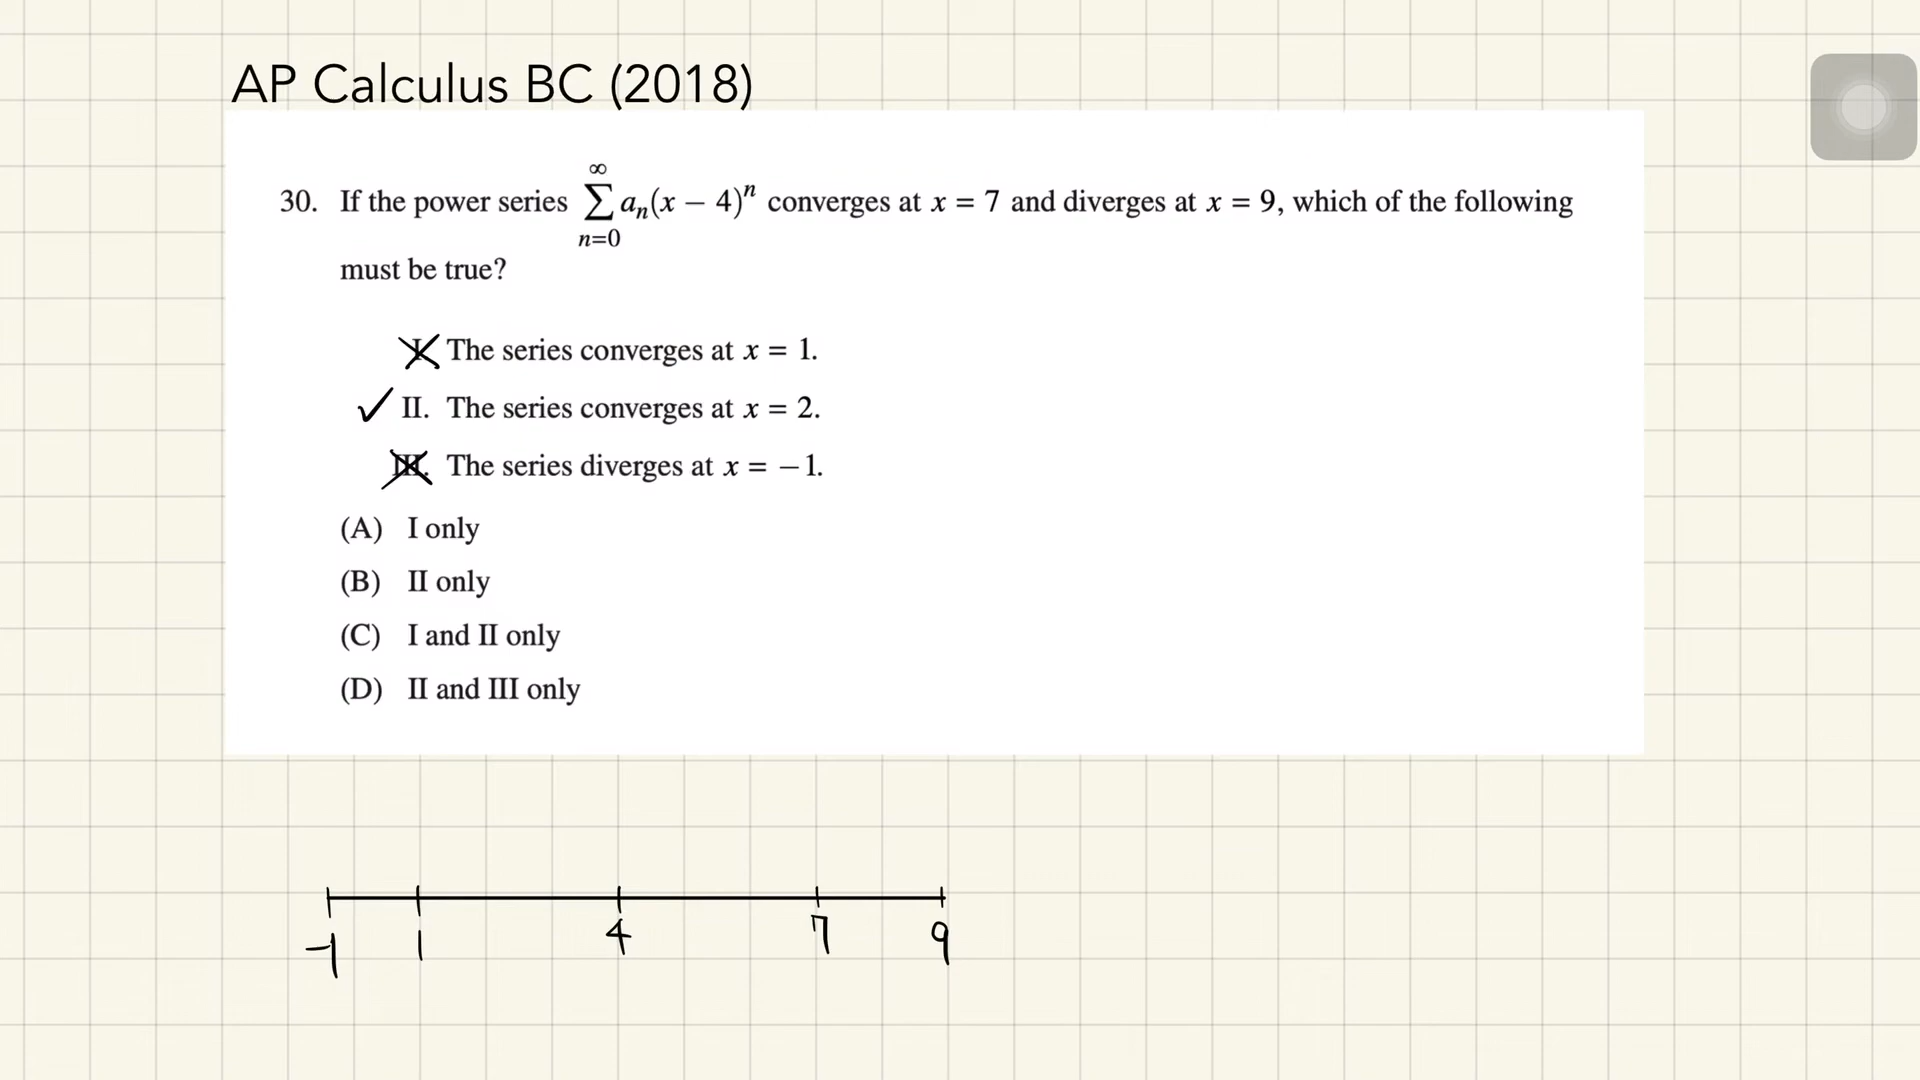 AP Calculus BC (2018)
30. If the power series ∞ ∑ n=0 aₙ(x − 4)ⁿ converges at x = 7 and diverges at x = 9, which of the following
must be true?
I. The series converges at x = 1.
✓ II. The series converges at x = 2.
III. The series diverges at x = −1.
(A) I only
(B) II only
(C) I and II only
(D) II and III only
-1 1 4 7 9